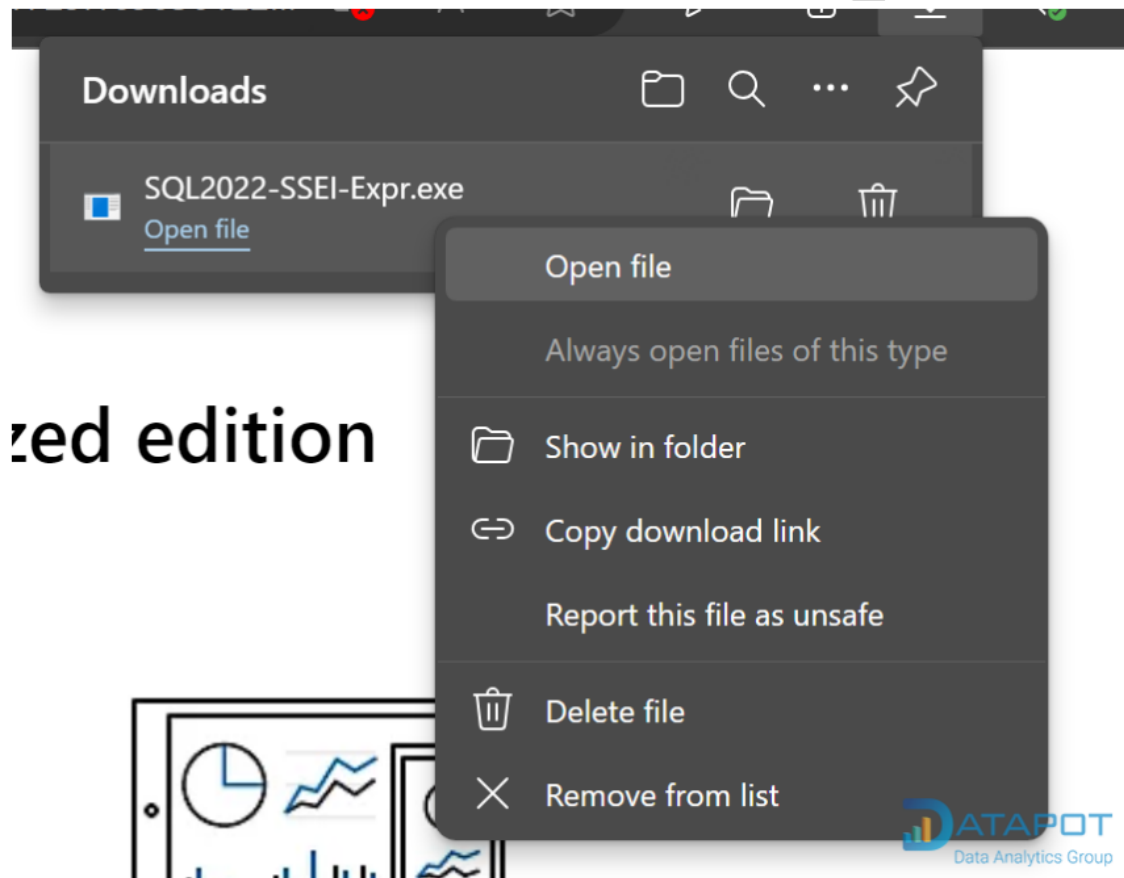 Downloads
SQL2022-SSEI-Expr.exe
Open file
Open file
Always open files of this type
zed edition
Show in folder
Copy download link
Report this file as unsafe
Delete file
Remove from list
DATAPOT
Data Analytics Group